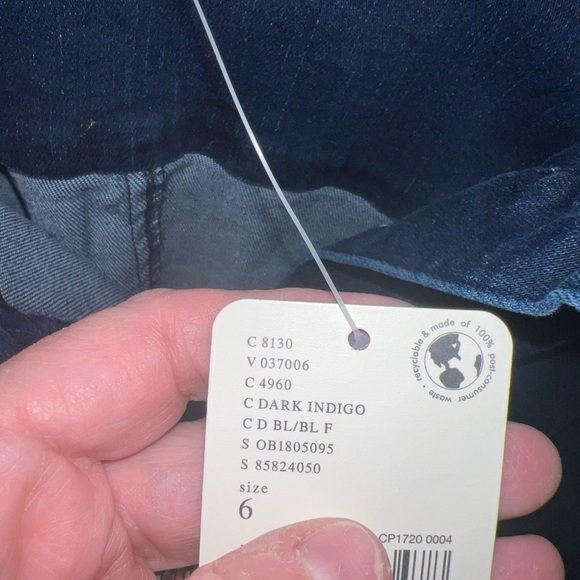 C 8130
V 037006
C 4960
C DARK INDIGO
C D BL/BL F
S OB1805095
S 85824050
size
6
CP1720 0004
recyclable & made of 100% post-consumer waste •